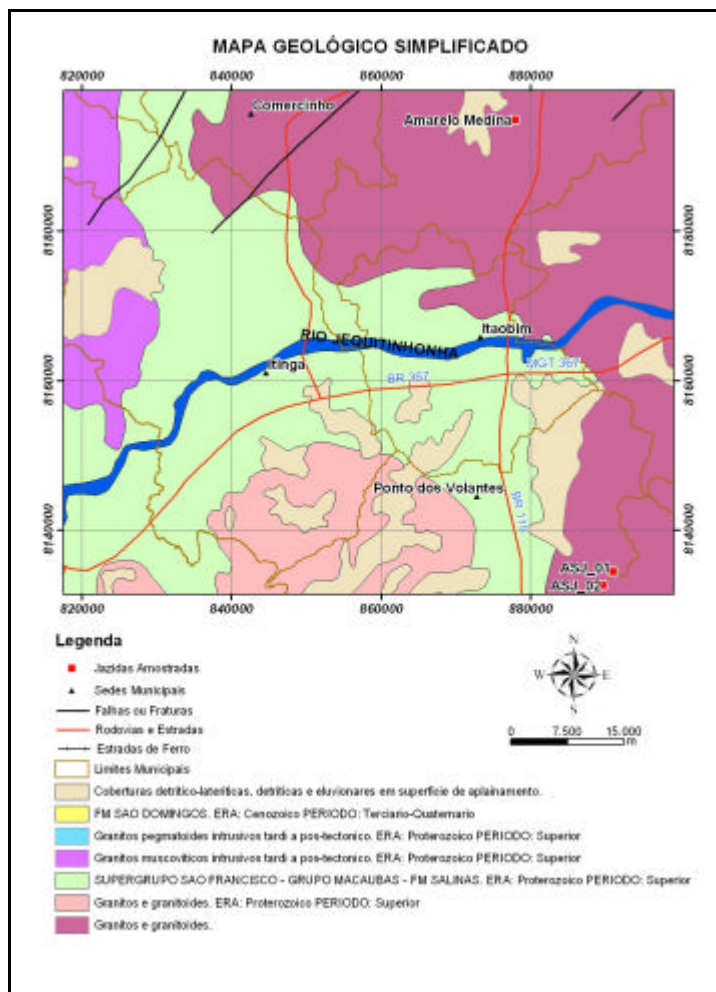 MAPA GEOLÓGICO SIMPLIFICADO
820000 840000 860000 880000
Comercinho
Amarelo Medina
8180000 8180000
RIO JEQUITINHONHA
Itaobim
Itinga
MGT 367
BR 367
8160000 8160000
Ponto dos Volantes
BR 116
8140000 8140000
ASJ_01
ASJ_02
820000 840000 860000 880000
Legenda
Jazidas Amostradas
Sedes Municipais
Falhas ou Fraturas
Rodovias e Estradas
Estradas de Ferro
Limites Municipais
N
W E
S
0 7.500 15.000
m
Coberturas detrítico-lateríticas, detríticas e eluvionares em superfície de aplainamento.
FM SAO DOMINGOS. ERA: Cenozoico PERIODO: Terciario-Quaternario
Granitos pegmatoides intrusivos tardi a pos-tectonico. ERA: Proterozoico PERIODO: Superior
Granitos muscoviticos intrusivos tardi a pos-tectonico. ERA: Proterozoico PERIODO: Superior
SUPERGRUPO SAO FRANCISCO - GRUPO MACAUBAS - FM SALINAS. ERA: Proterozoico PERIODO: Superior
Granitos e granitoides. ERA: Proterozoico PERIODO: Superior
Granitos e granitoides.